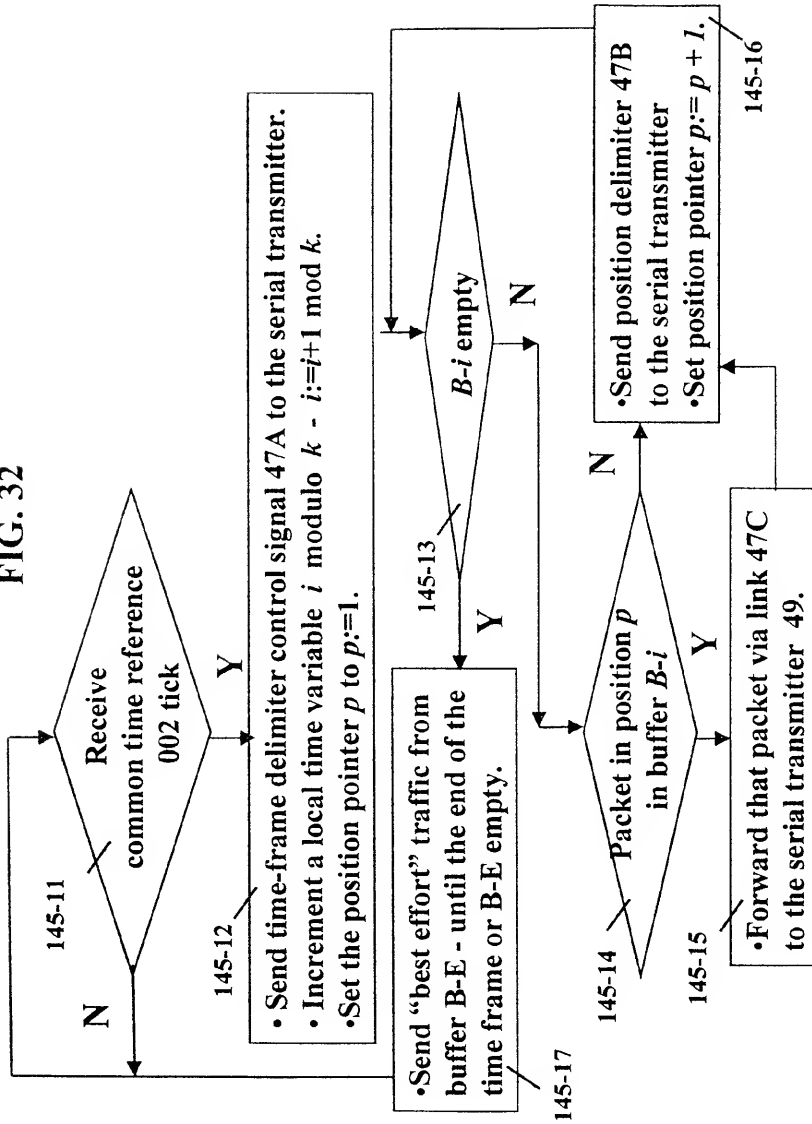 FIG. 32
Receive
common time reference
002 tick
145-11
N
Y
145-12
• Send time-frame delimiter control signal 47A to the serial transmitter.
• Increment a local time variable i modulo k - i:=i+1 mod k.
•Set the position pointer p to p:=1.
B-i empty
145-13
Y
N
•Send “best effort” traffic from
buffer B-E - until the end of the
time frame or B-E empty.
145-17
Packet in position p
in buffer B-i
145-14
N
Y
•Send position delimiter 47B
to the serial transmitter
•Set position pointer p:= p + 1.
145-16
145-15
•Forward that packet via link 47C
to the serial transmitter 49.